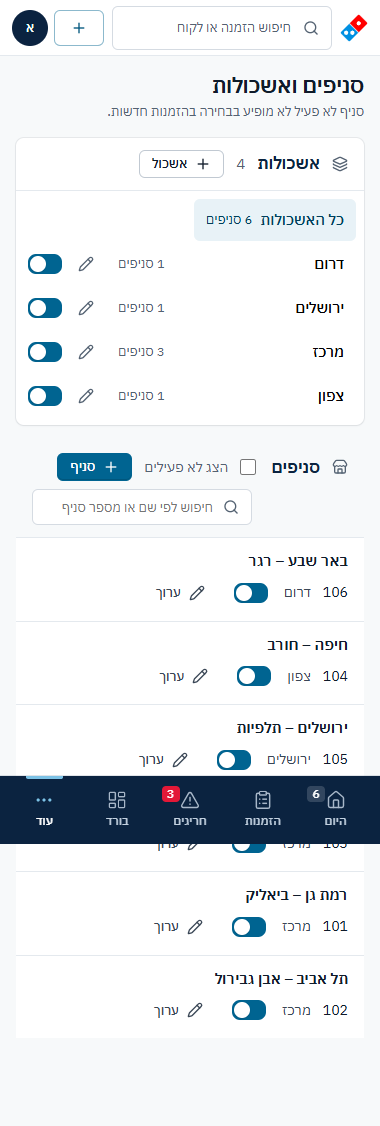 חיפוש הזמנה או לקוח
א
סניפים ואשכולות
סניף לא פעיל לא מופיע בבחירה בהזמנות חדשות.
אשכולות 4 אשכול
כל האשכולות 6 סניפים
דרום 1 סניפים
ירושלים 1 סניפים
מרכז 3 סניפים
צפון 1 סניפים
סניפים הצג לא פעילים סניף
חיפוש לפי שם או מספר סניף
באר שבע – רגר
106 דרום ערוך
חיפה – חורב
104 צפון ערוך
ירושלים – תלפיות
105 ירושלים ערוך
היום 6
הזמנות
חריגים 3
בורד
עוד
רמת גן – ביאליק
101 מרכז ערוך
תל אביב – אבן גבירול
102 מרכז ערוך